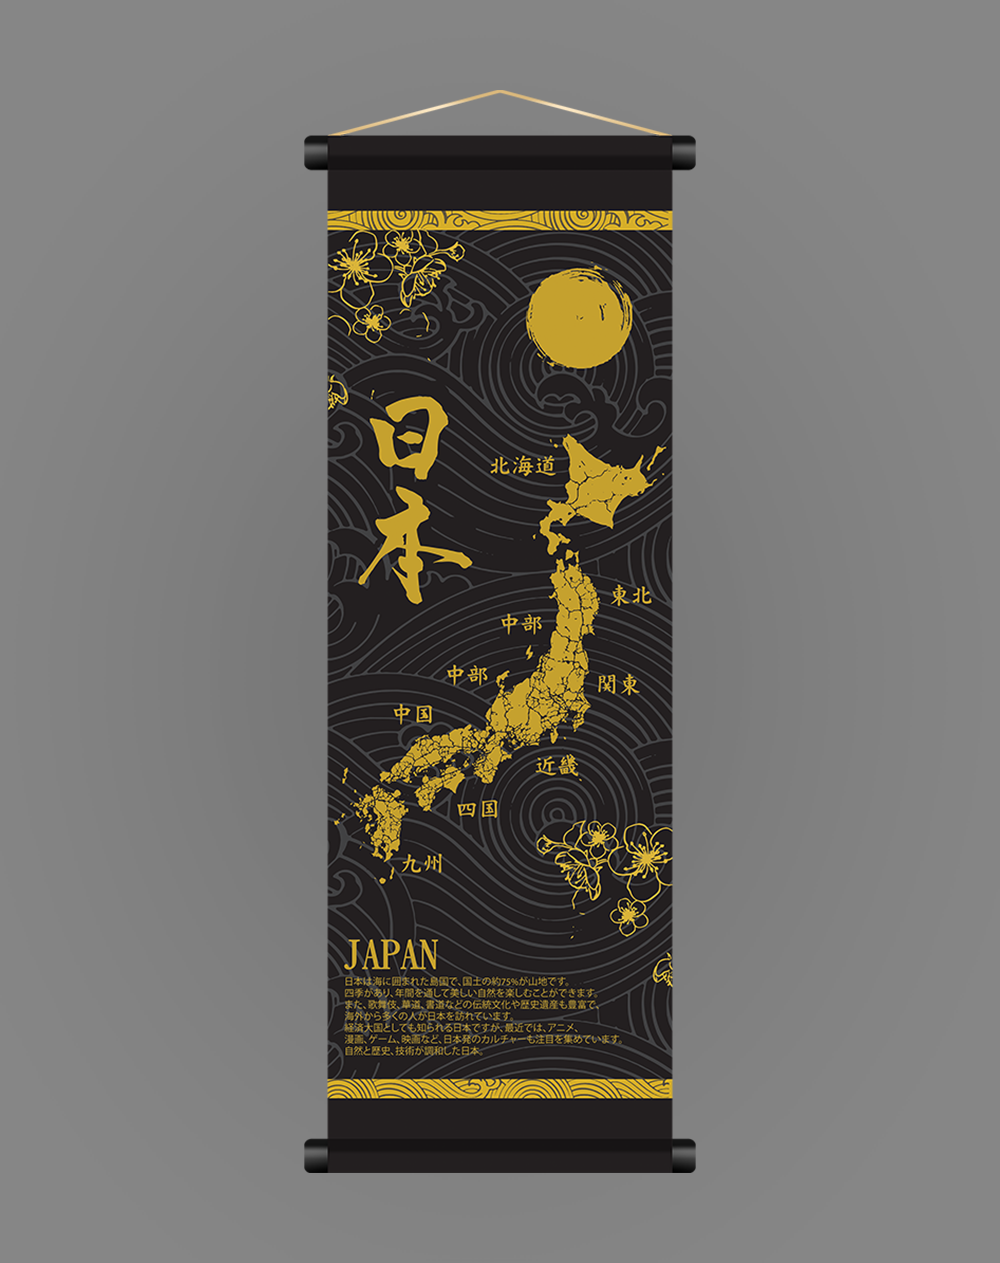 日本
北海道
東北
中部
中部
関東
中国
近畿
四国
九州
JAPAN
日本は海に囲まれた島国で、国土の約75%が山地です。
四季があり、年間を通して美しい自然を楽しむことができます。
また、歌舞伎、華道、書道などの伝統文化や歴史遺産も豊富で、
海外から多くの人が日本を訪れています。
経済大国としても知られる日本ですが、最近では、アニメ、
漫画、ゲーム、映画など、日本発のカルチャーも注目を集めています。
自然と歴史、技術が調和した日本。